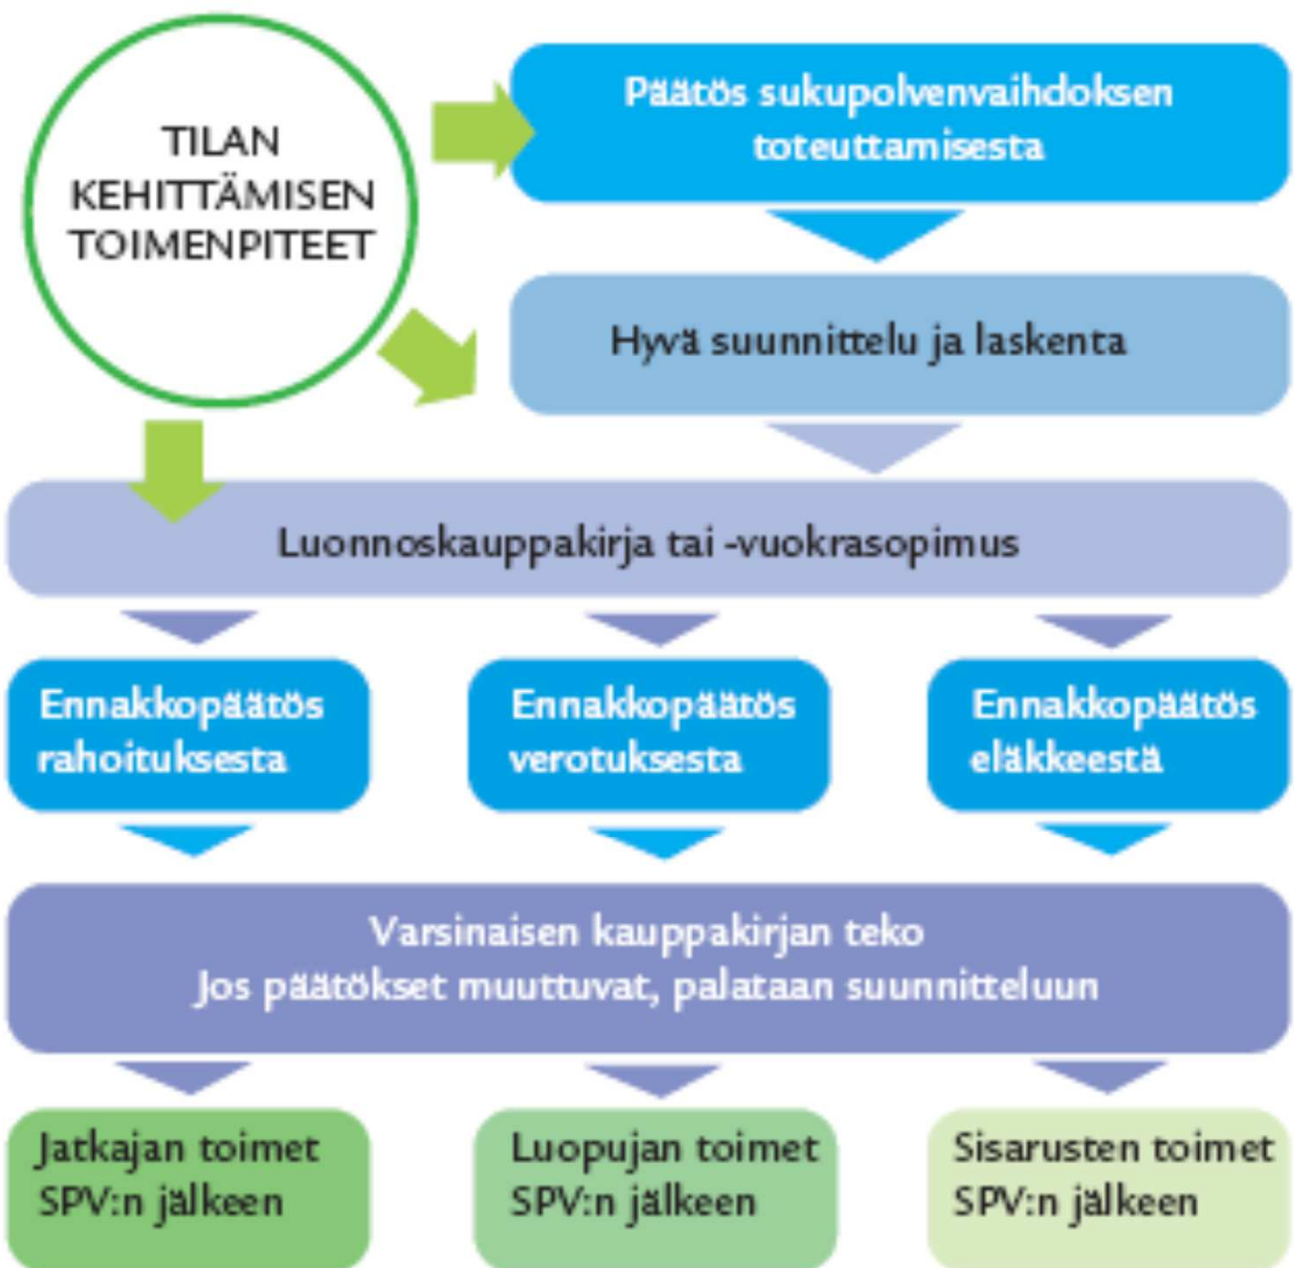 TILAN
KEHITTÄMISEN
TOIMENPITEET
Päätös sukupolvenvaihdoksen
toteuttamisesta
Hyvä suunnittelu ja laskenta
Luonnoskauppakirja tai -vuokrasopimus
Ennakkopäätös
rahoituksesta
Ennakkopäätös
verotuksesta
Ennakkopäätös
eläkkeestä
Varsinaisen kauppakirjan teko
Jos päätökset muuttuvat, palataan suunnitteluun
Jatkajan toimet
SPV:n jälkeen
Luopujan toimet
SPV:n jälkeen
Sisarusten toimet
SPV:n jälkeen